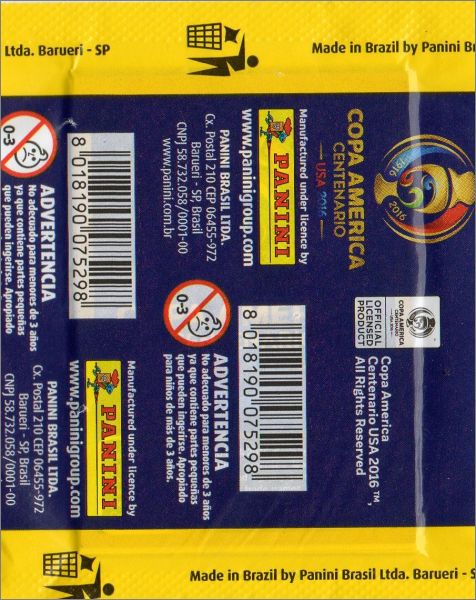 Ltda. Barueri - SP
Made in Brazil by Panini B
COPA AMERICA
CENTENARIO
USA 2016
1916
2016
Manufactured under licence by
PANINI
www.paninigroup.com
PANINI BRASIL LTDA.
Cx. Postal 210 CEP 06455-972
Barueri - SP, Brasil
CNPJ 58.732.058/0001-00
www.panini.com.br
8 018190 075298
0-3
ADVERTENCIA
No adecuado para menores de 3 años
ya que contiene partes pequeñas
que pueden ingerirse. Apropiado
COPA AMERICA
CENTENARIO
OFFICIAL
LICENSED
PRODUCT
Copa America
Centenario USA 2016 ™,
All Rights Reserved
8 018190 075298
0-3
ADVERTENCIA
No adecuado para menores de 3 años
ya que contiene partes pequeñas
que pueden ingerirse. Apropiado
para niños de más de 3 años.
Manufactured under licence by
PANINI
www.paninigroup.com
PANINI BRASIL LTDA.
Cx. Postal 210 CEP 06455-972
Barueri - SP, Brasil
CNPJ 58.732.058/0001-00
Made in Brazil by Panini Brasil Ltda. Barueri - S